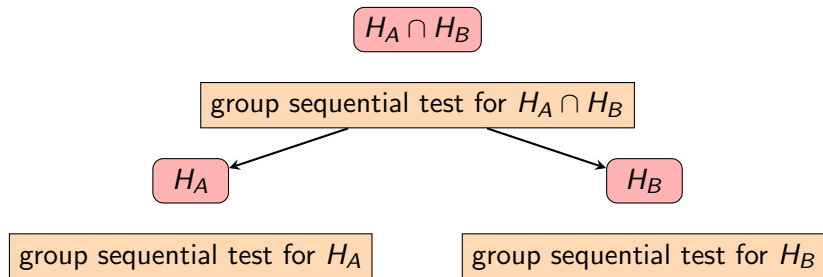 H_A ∩ H_B
group sequential test for H_A ∩ H_B
H_A
H_B
group sequential test for H_A
group sequential test for H_B